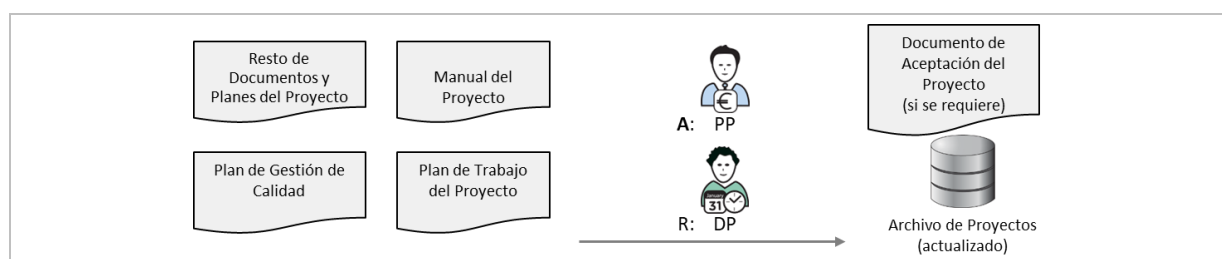 Resto de
Documentos y
Planes del Proyecto
Manual del
Proyecto
Plan de Gestión de
Calidad
Plan de Trabajo
del Proyecto
€
A: PP
January
31
R: DP
Documento de
Aceptación del
Proyecto
(si se requiere)
Archivo de Proyectos
(actualizado)